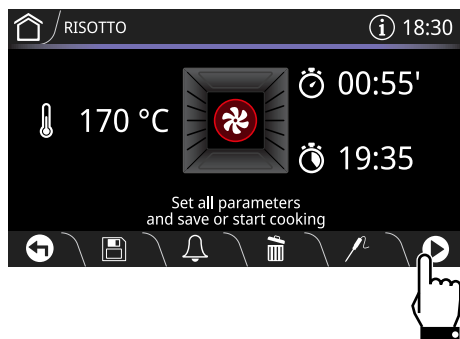 RISOTTO
i 18:30
00:55'
170 °C
19:35
Set all parameters
and save or start cooking